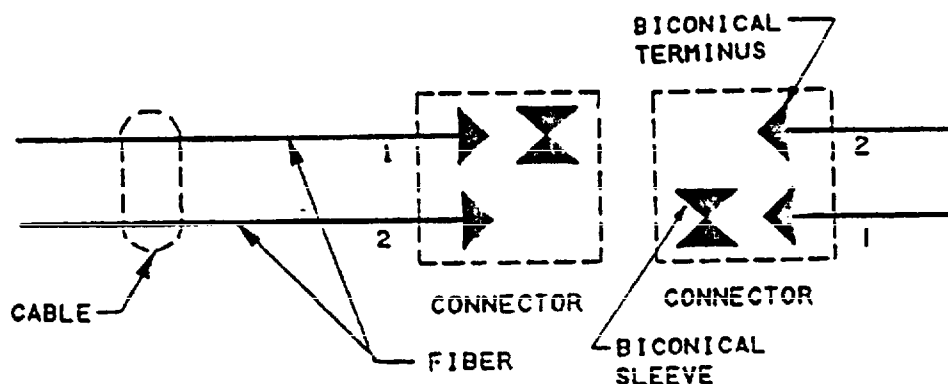 BICONICAL
TERMINUS
1
2
2
1
CABLE
CONNECTOR
CONNECTOR
FIBER
BICONICAL
SLEEVE